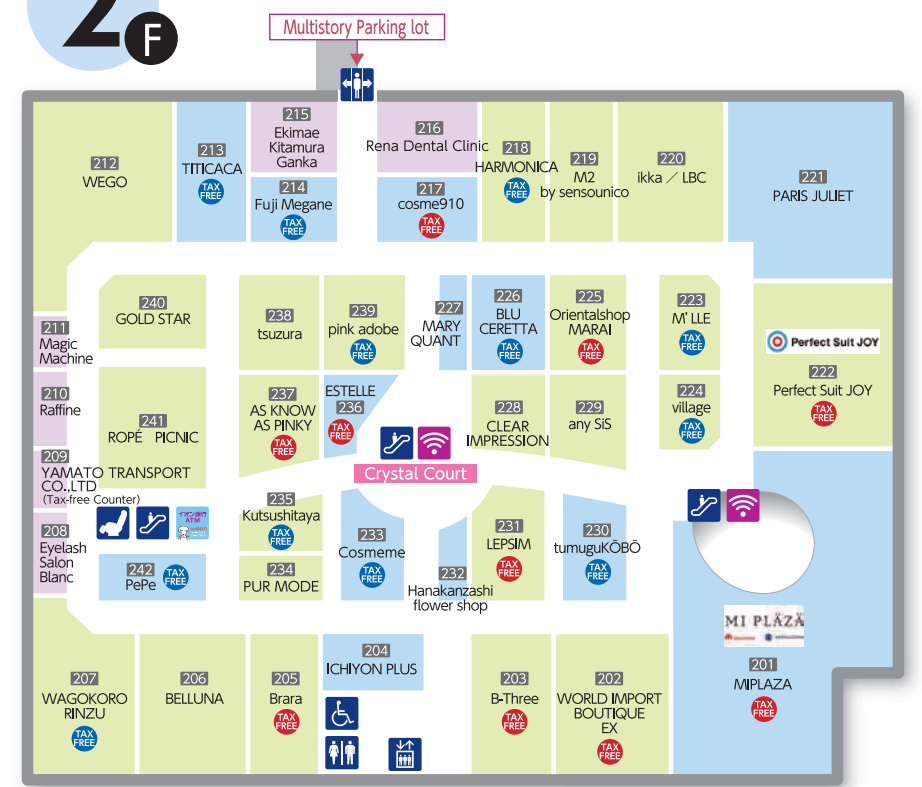 2
F
Multistory Parking lot
212
WEGO
213
TITICACA
TAX
FREE
215
Ekimae
Kitamura
Ganka
214
Fuji Megane
TAX
FREE
216
Rena Dental Clinic
217
cosme910
TAX
FREE
218
HARMONICA
TAX
FREE
219
M2
by sensounico
220
ikka / LBC
221
PARIS JULIET
211
Magic
Machine
240
GOLD STAR
238
tsuzura
239
pink adobe
TAX
FREE
227
MARY
QUANT
226
BLU
CERETTA
TAX
FREE
225
Orientalshop
MARAI
TAX
FREE
223
M' LLE
TAX
FREE
Perfect Suit JOY
222
Perfect Suit JOY
TAX
FREE
210
Raffine
241
ROPÉ PICNIC
237
AS KNOW
AS PINKY
TAX
FREE
ESTELLE
236
TAX
FREE
228
CLEAR
IMPRESSION
229
any SiS
224
village
TAX
FREE
Crystal Court
209
YAMATO TRANSPORT
CO.,LTD
(Tax-free Counter)
イオン銀行
ATM
208
Eyelash
Salon
Blanc
242
PePe
TAX
FREE
235
Kutsushitaya
TAX
FREE
234
PUR MODE
233
Cosmeme
TAX
FREE
232
Hanakanzashi
flower shop
231
LEPSIM
TAX
FREE
230
tumuguKŌBŌ
TAX
FREE
MI PLÄZÄ
201
MIPLAZA
TAX
FREE
207
WAGOKORO
RINZU
TAX
FREE
206
BELLUNA
205
Brara
TAX
FREE
204
ICHIYON PLUS
203
B-Three
TAX
FREE
202
WORLD IMPORT
BOUTIQUE
EX
TAX
FREE